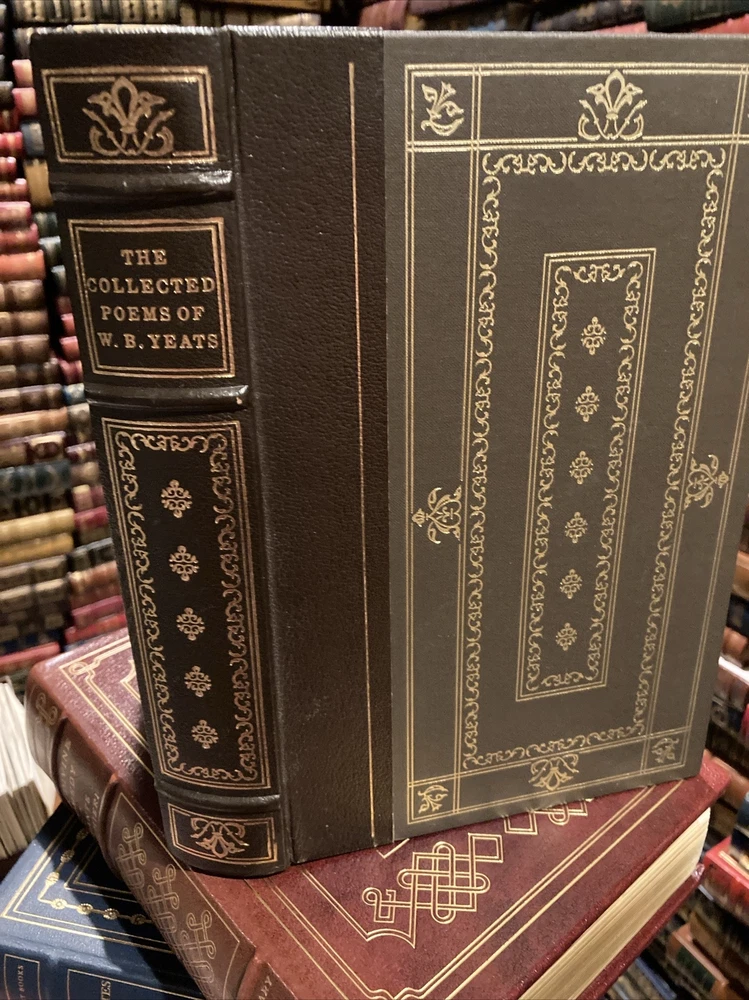 THE
COLLECTED
POEMS OF
W. B. YEATS